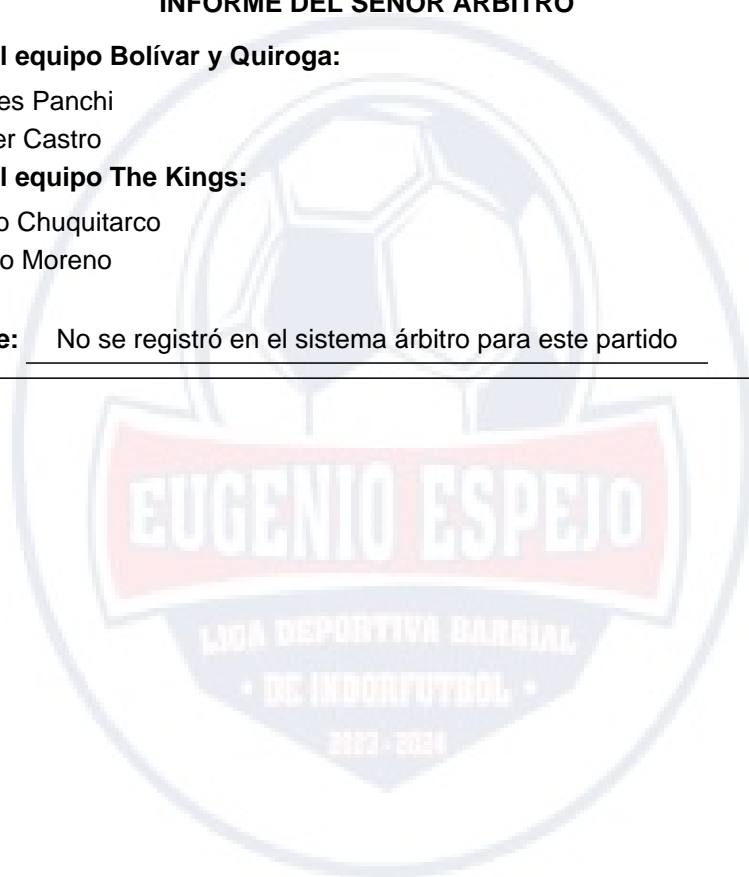 INFORME DEL SEÑOR ÁRBITRO
l equipo Bolívar y Quiroga:
es Panchi
er Castro
l equipo The Kings:
o Chuquitarco
o Moreno
e: No se registró en el sistema árbitro para este partido
EUGENIO ESPEJO
LIGA DEPORTIVA BARRIAL
• DE INDORFUTBOL •
2023 - 2024